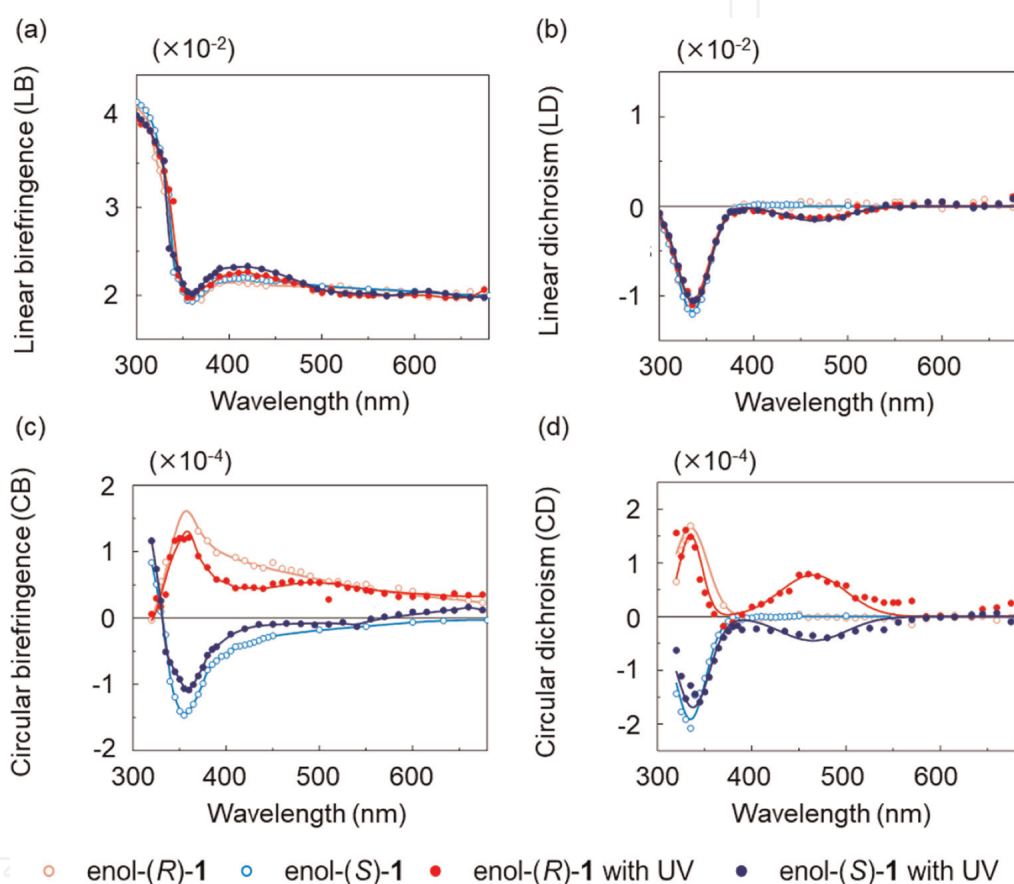 (a)
(×10⁻²)
Linear birefringence (LB)
4
3
2
300 400 500 600
Wavelength (nm)
(b)
(×10⁻²)
Linear dichroism (LD)
1
0
-1
300 400 500 600
Wavelength (nm)
(c)
(×10⁻⁴)
Circular birefringence (CB)
2
1
0
-1
-2
300 400 500 600
Wavelength (nm)
(d)
(×10⁻⁴)
Circular dichroism (CD)
2
1
0
-1
-2
300 400 500 600
Wavelength (nm)
enol-(R)-1 enol-(S)-1 enol-(R)-1 with UV enol-(S)-1 with UV